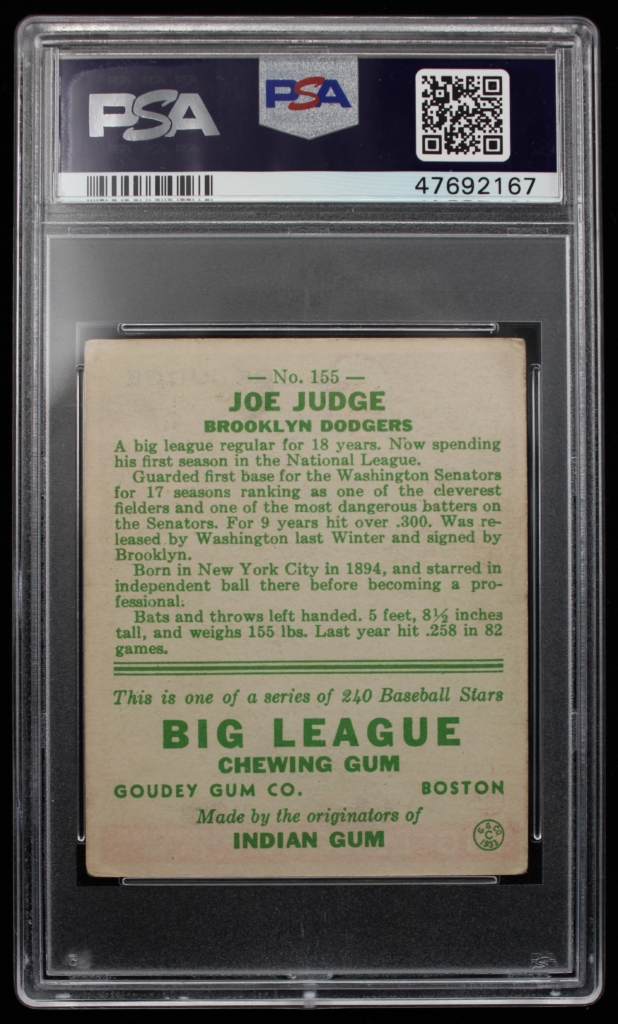 PSA
PSA
47692167
— No. 155 —
JOE JUDGE
BROOKLYN DODGERS
A big league regular for 18 years. Now spending
his first season in the National League.
Guarded first base for the Washington Senators
for 17 seasons ranking as one of the cleverest
fielders and one of the most dangerous batters on
the Senators. For 9 years hit over .300. Was re-
leased by Washington last Winter and signed by
Brooklyn.
Born in New York City in 1894, and starred in
independent ball there before becoming a pro-
fessional.
Bats and throws left handed. 5 feet, 8½ inches
tall, and weighs 155 lbs. Last year hit .258 in 82
games.
This is one of a series of 240 Baseball Stars
BIG LEAGUE
CHEWING GUM
GOUDEY GUM CO. BOSTON
Made by the originators of
INDIAN GUM
G. G. CO.
C
1933